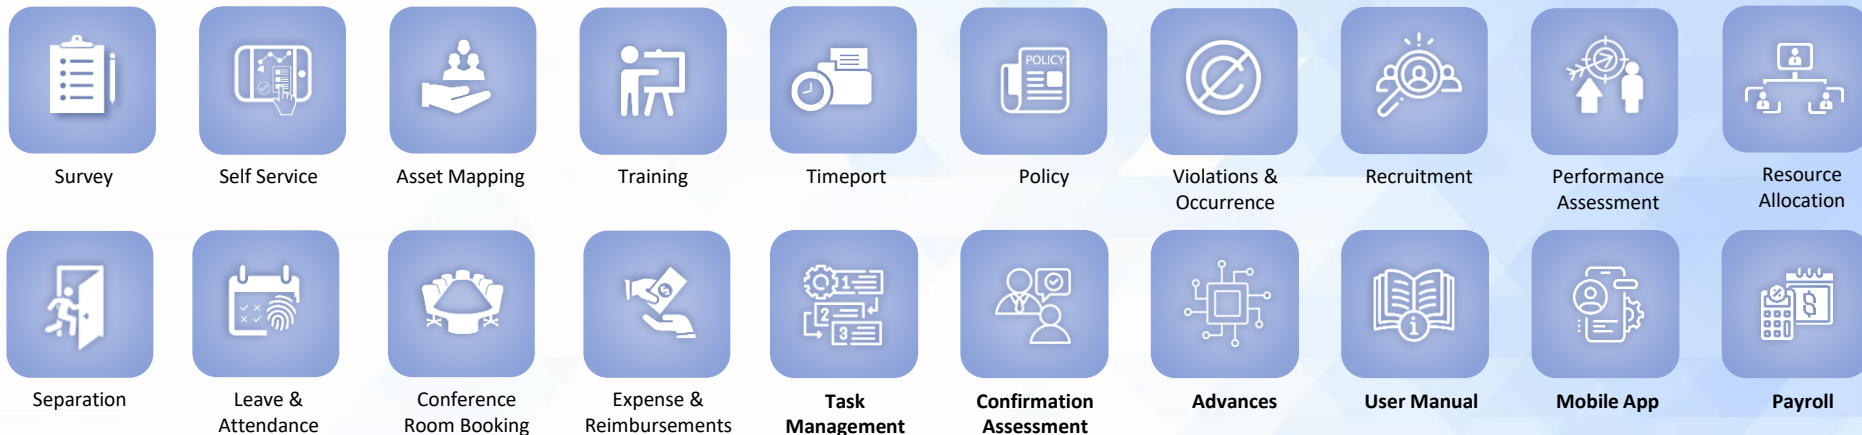 POLICY
Survey
Self Service
Asset Mapping
Training
Timeport
Policy
Violations &
Occurrence
Recruitment
Performance
Assessment
Resource
Allocation
1
2
3
Separation
Leave &
Attendance
Conference
Room Booking
Expense &
Reimbursements
Task
Management
Confirmation
Assessment
Advances
User Manual
Mobile App
Payroll